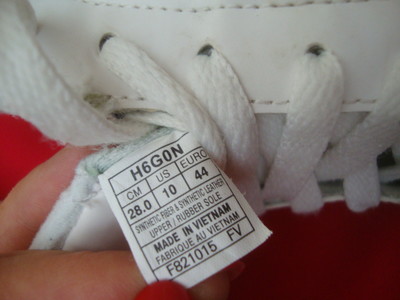 H6G0N
CM US EURO
28.0 10 44
SYNTHETIC FIBER & SYNTHETIC LEATHER
UPPER / RUBBER SOLE
MADE IN VIETNAM
FABRIQUE AU VIETNAM
F821015 FV